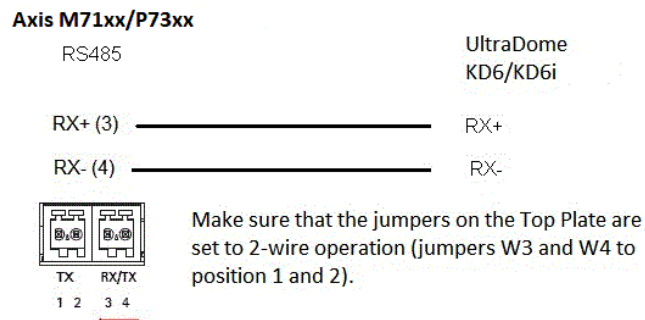 Axis M71xx/P73xx
RS485
UltraDome
KD6/KD6i
RX+ (3)
RX+
RX- (4)
RX-
Make sure that the jumpers on the Top Plate are
set to 2-wire operation (jumpers W3 and W4 to
position 1 and 2).
TX RX/TX
1 2 3 4